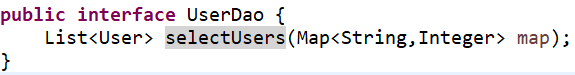 public interface UserDao {
    List<User> selectUsers(Map<String,Integer> map);
}